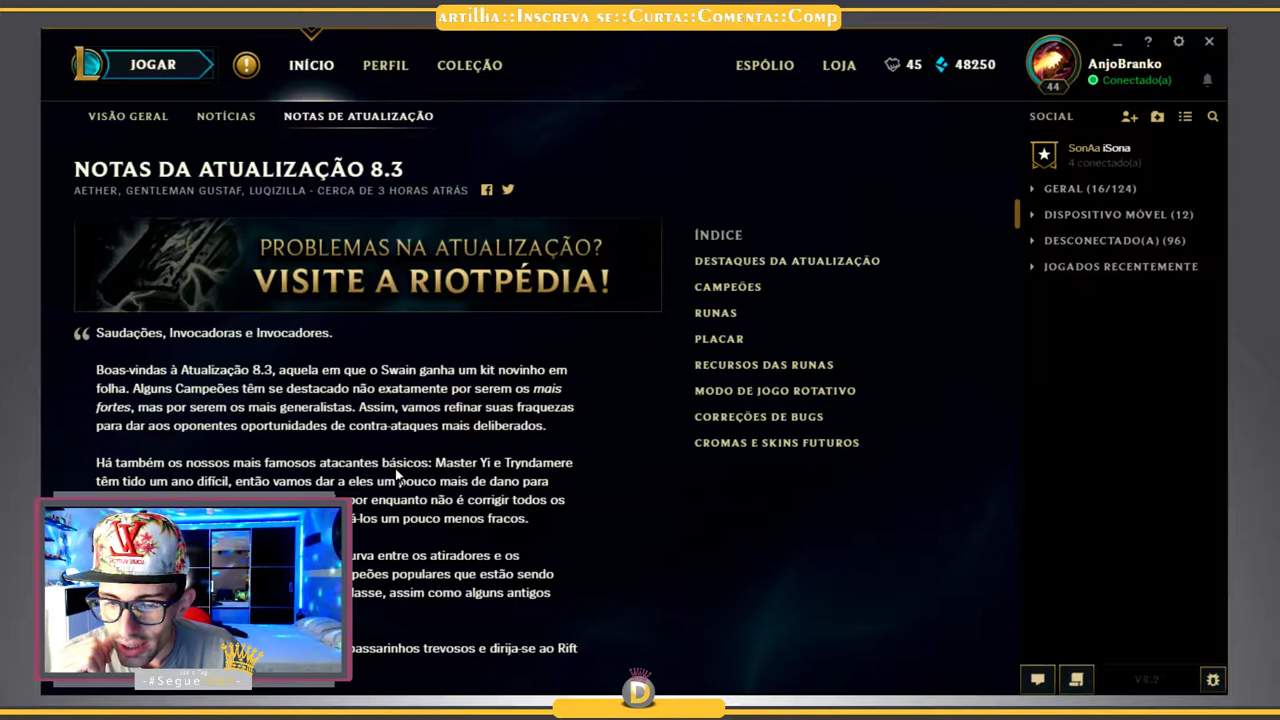 artilha::Inscreva se::Curta::Comenta::Comp
JOGAR
INÍCIO
PERFIL
COLEÇÃO
ESPÓLIO
LOJA
45
48250
44
AnjoBranko
Conectado(a)
VISÃO GERAL
NOTÍCIAS
NOTAS DE ATUALIZAÇÃO
SOCIAL
SonAa iSona
4 conectado(a)
GERAL (16/124)
DISPOSITIVO MÓVEL (12)
DESCONECTADO(A) (96)
JOGADOS RECENTEMENTE
NOTAS DA ATUALIZAÇÃO 8.3
AETHER, GENTLEMAN GUSTAF, LUQIZILLA - CERCA DE 3 HORAS ATRÁS
PROBLEMAS NA ATUALIZAÇÃO?
VISITE A RIOTPÉDIA!
ÍNDICE
DESTAQUES DA ATUALIZAÇÃO
CAMPEÕES
RUNAS
PLACAR
RECURSOS DAS RUNAS
MODO DE JOGO ROTATIVO
CORREÇÕES DE BUGS
CROMAS E SKINS FUTUROS
Saudações, Invocadoras e Invocadores.
Boas-vindas à Atualização 8.3, aquela em que o Swain ganha um kit novinho em
folha. Alguns Campeões têm se destacado não exatamente por serem os mais
fortes, mas por serem os mais generalistas. Assim, vamos refinar suas fraquezas
para dar aos oponentes oportunidades de contra-ataques mais deliberados.
Há também os nossos mais famosos atacantes básicos: Master Yi e Tryndamere
têm tido um ano difícil, então vamos dar a eles um pouco mais de dano para
por enquanto não é corrigir todos os
á-los um pouco menos fracos.
urva entre os atiradores e os
peões populares que estão sendo
lasse, assim como alguns antigos
passarinhos trevosos e dirija-se ao Rift
-#Segue
D
V8.2